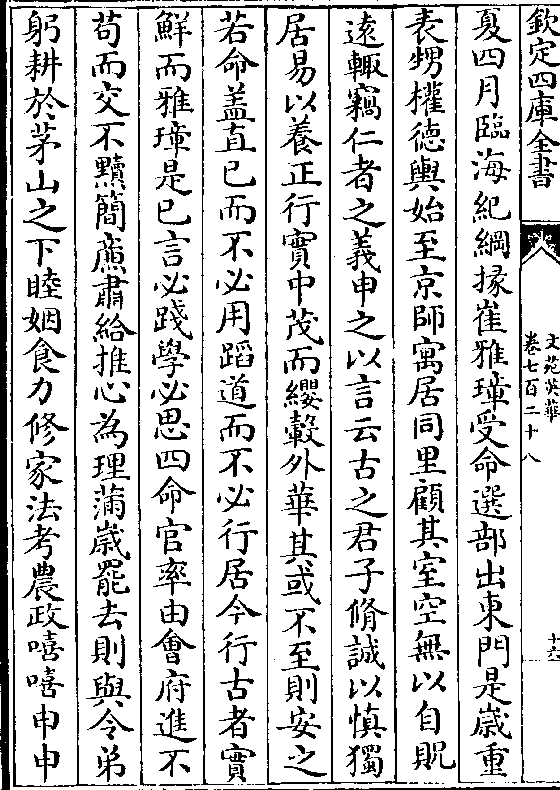 欽定四庫全書
文苑英華
卷七百二十八
十六
夏四月臨海紀綱掾崔雅璋受命選部出東門是歲重
表甥權德輿始至京師寓居同里顧其室空無以自貺
遠輙竊仁者之義申之以言云古之君子脩誠以慎獨
居易以養正行實中茂而纓轂外華其或不至則安之
若命葢直已而不必用蹈道而不必行居今行古者實
鮮而雅璋是已言必踐學必思四命官率由會府進不
苟而交不黷簡亷肅給推心為理蒲歲罷去則與令弟
躬耕於茅山之下睦姻食力修家法考農政嘻嘻申申